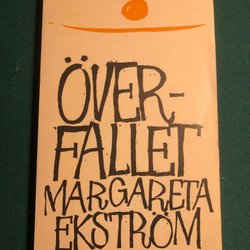 ÖVER-
FALLET
MARGARETA
EKSTRÖM